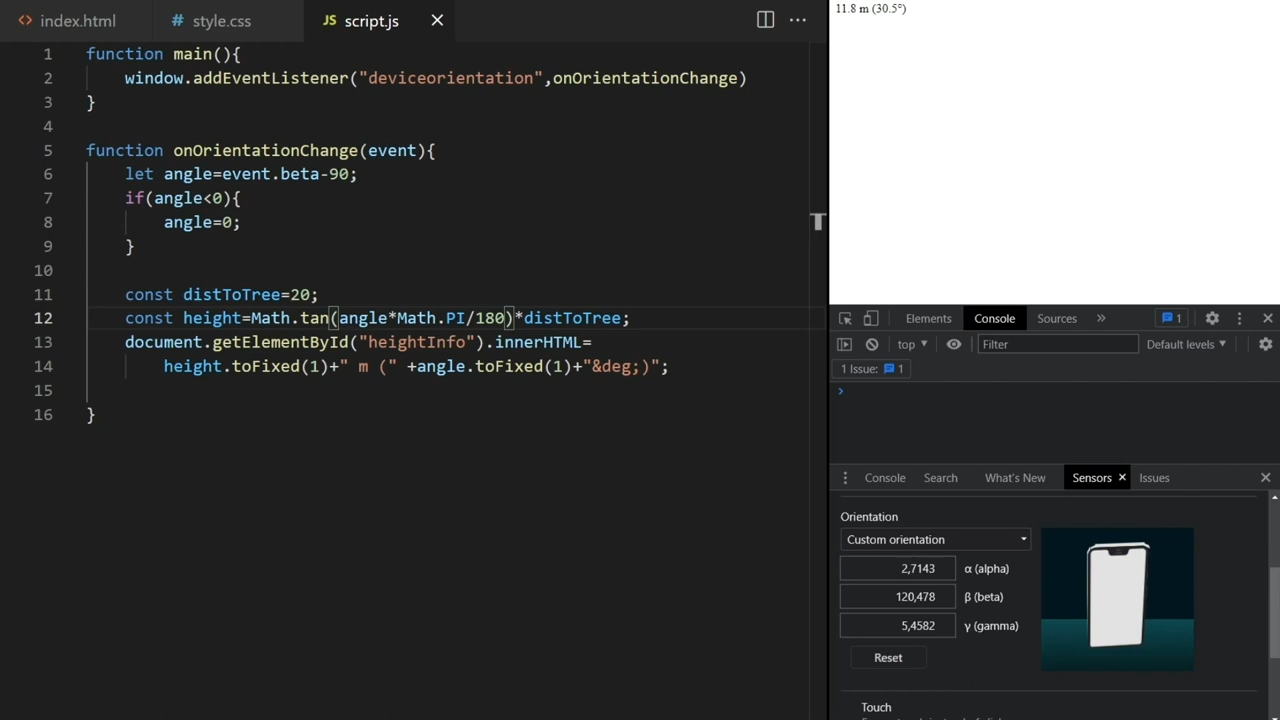 index.html
style.css
JS script.js
1 function main(){
2 window.addEventListener("deviceorientation",onOrientationChange)
3 }
4
5 function onOrientationChange(event){
6 let angle=event.beta-90;
7 if(angle<0){
8 angle=0;
9 }
10
11 const distToTree=20;
12 const height=Math.tan(angle*Math.PI/180)*distToTree;
13 document.getElementById("heightInfo").innerHTML=
14 height.toFixed(1)+" m (" +angle.toFixed(1)+"&deg;)";
15
16 }
11.8 m (30.5°)
Elements Console Sources » 1
top Filter Default levels
1 Issue: 1
Console Search What's New Sensors Issues
Orientation
Custom orientation
2,7143 α (alpha)
120,478 β (beta)
5,4582 γ (gamma)
Reset
Touch